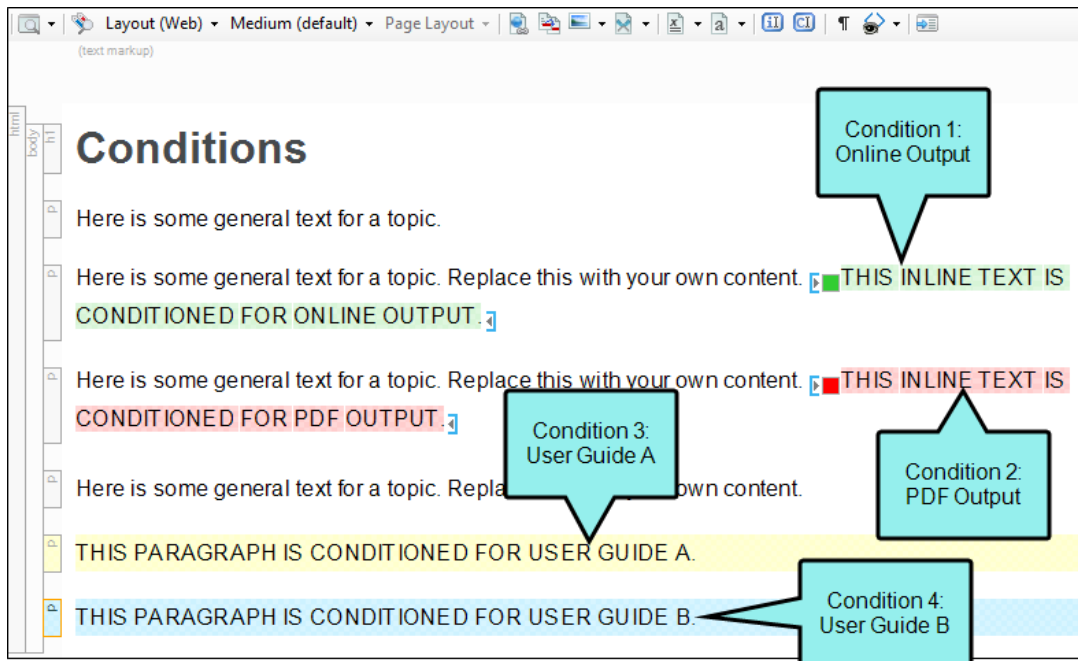 Layout (Web) Medium (default) Page Layout
(text markup)
html
body
h1
Conditions
Condition 1:
Online Output
p
Here is some general text for a topic.
p
Here is some general text for a topic. Replace this with your own content. THIS INLINE TEXT IS
CONDITIONED FOR ONLINE OUTPUT.
p
Here is some general text for a topic. Replace this with your own content. THIS INLINE TEXT IS
CONDITIONED FOR PDF OUTPUT.
Condition 3:
User Guide A
Condition 2:
PDF Output
p
Here is some general text for a topic. Repla own content.
p
THIS PARAGRAPH IS CONDITIONED FOR USER GUIDE A.
p
THIS PARAGRAPH IS CONDITIONED FOR USER GUIDE B.
Condition 4:
User Guide B